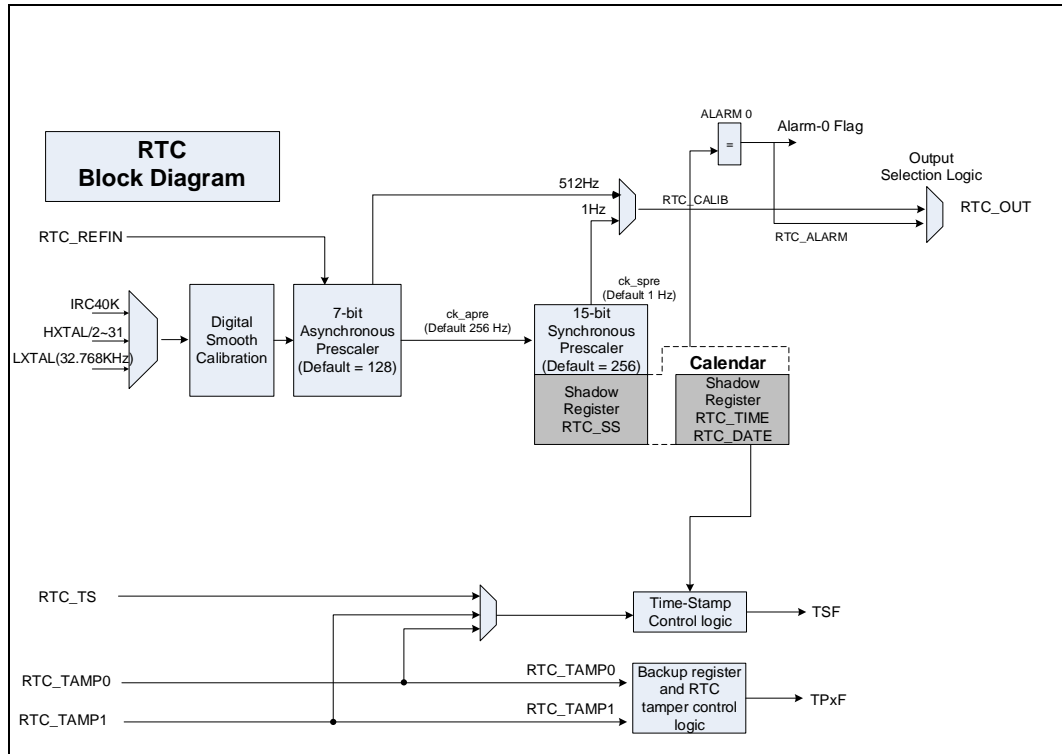 RTC
Block Diagram
ALARM 0
=
Alarm-0 Flag
Output
Selection Logic
RTC_OUT
512Hz
1Hz
RTC_CALIB
RTC_ALARM
RTC_REFIN
IRC40K
HXTAL/2~31
LXTAL(32.768KHz)
Digital
Smooth
Calibration
7-bit
Asynchronous
Prescaler
(Default = 128)
ck_apre
(Default 256 Hz)
ck_spre
(Default 1 Hz)
15-bit
Synchronous
Prescaler
(Default = 256)
Shadow
Register
RTC_SS
Calendar
Shadow
Register
RTC_TIME
RTC_DATE
RTC_TS
Time-Stamp
Control logic
TSF
RTC_TAMP0
RTC_TAMP0
RTC_TAMP1
RTC_TAMP1
Backup register
and RTC
tamper control
logic
TPxF